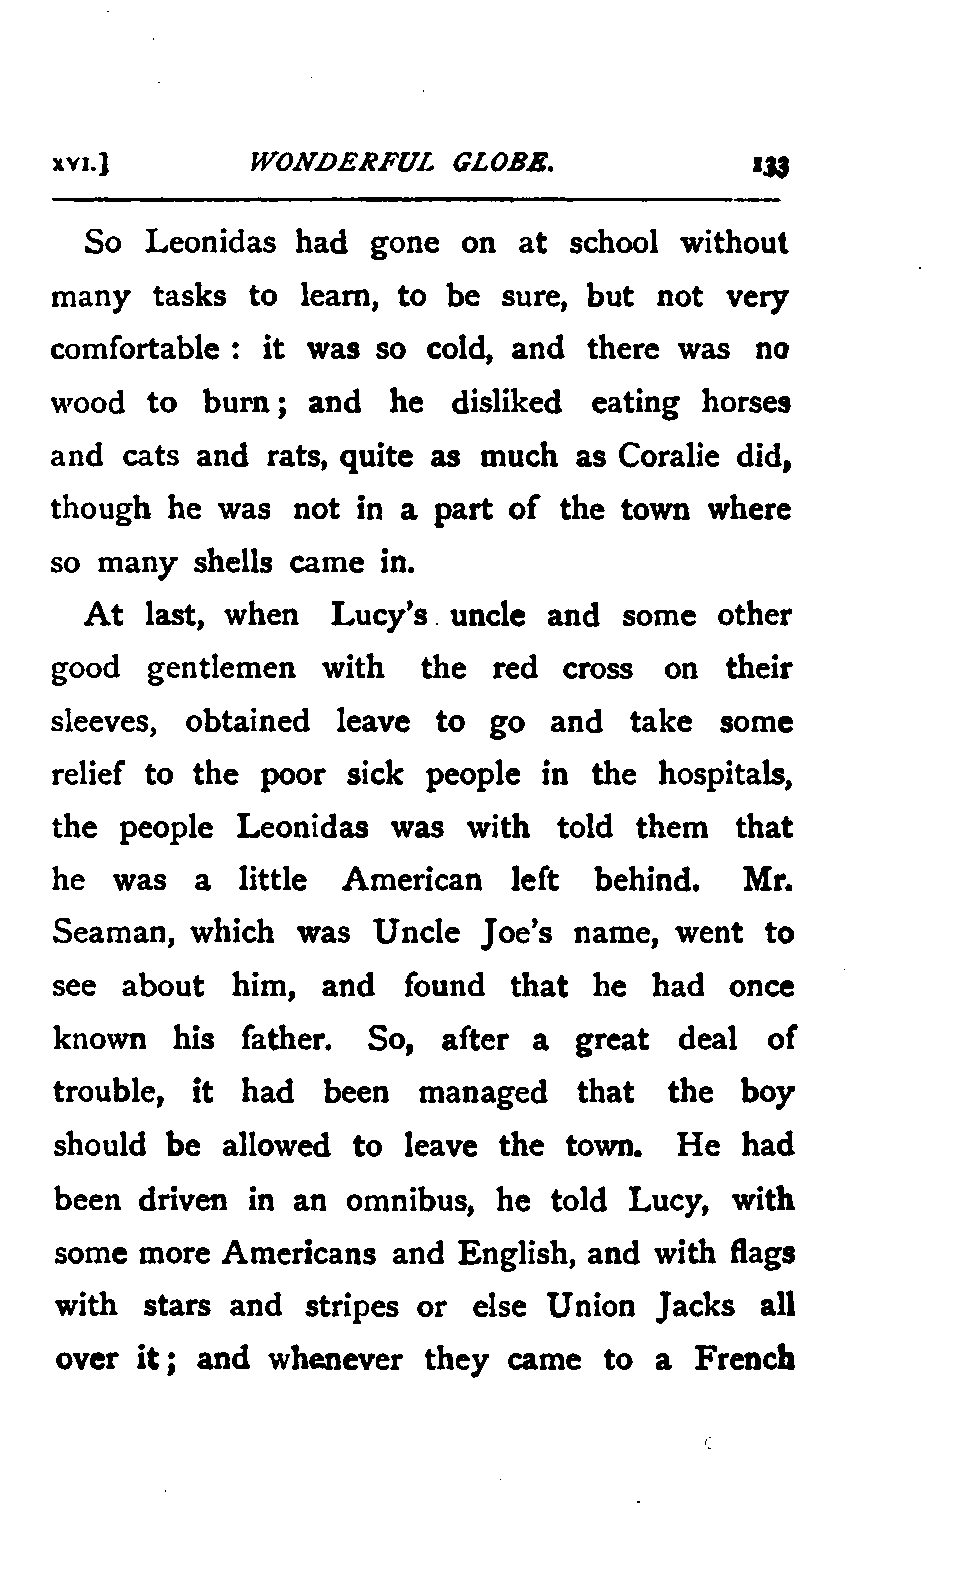 XVI.] WONDERFUL GLOBE. 133
So Leonidas had gone on at school without
many tasks to learn, to be sure, but not very
comfortable : it was so cold, and there was no
wood to burn ; and he disliked eating horses
and cats and rats, quite as much as Coralie did,
though he was not in a part of the town where
so many shells came in.
At last, when Lucy's uncle and some other
good gentlemen with the red cross on their
sleeves, obtained leave to go and take some
relief to the poor sick people in the hospitals,
the people Leonidas was with told them that
he was a little American left behind. Mr.
Seaman, which was Uncle Joe's name, went to
see about him, and found that he had once
known his father. So, after a great deal of
trouble, it had been managed that the boy
should be allowed to leave the town. He had
been driven in an omnibus, he told Lucy, with
some more Americans and English, and with flags
with stars and stripes or else Union Jacks all
over it ; and whenever they came to a French